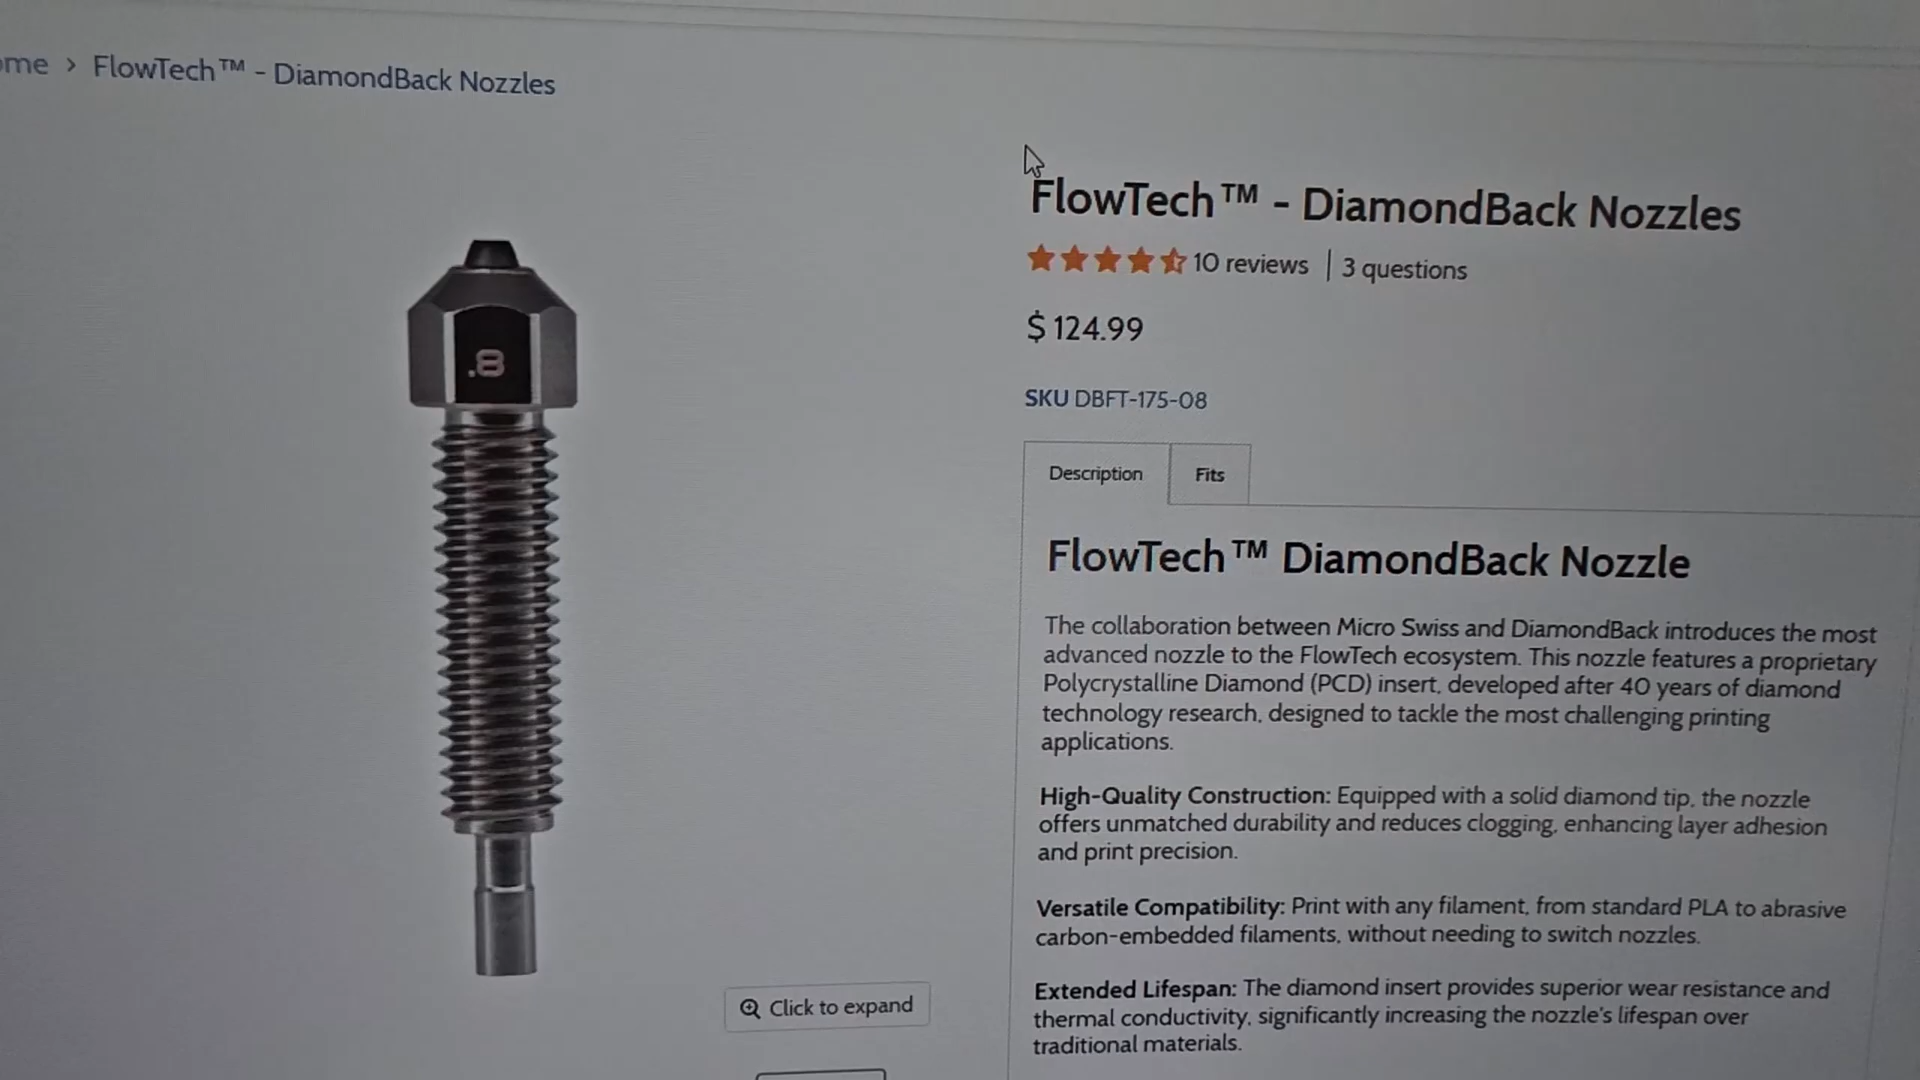 > FlowTech™ - DiamondBack Nozzles
FlowTech™ - DiamondBack Nozzles
10 reviews | 3 questions
$ 124.99
SKU DBFT-175-08
Description
Fits
.8
FlowTech™ DiamondBack Nozzle
The collaboration between Micro Swiss and DiamondBack introduces the most
advanced nozzle to the FlowTech ecosystem. This nozzle features a proprietary
Polycrystalline Diamond (PCD) insert, developed after 40 years of diamond
technology research, designed to tackle the most challenging printing
applications.
High-Quality Construction: Equipped with a solid diamond tip, the nozzle
offers unmatched durability and reduces clogging, enhancing layer adhesion
and print precision.
Versatile Compatibility: Print with any filament, from standard PLA to abrasive
carbon-embedded filaments, without needing to switch nozzles.
Extended Lifespan: The diamond insert provides superior wear resistance and
thermal conductivity, significantly increasing the nozzle's lifespan over
traditional materials.
Click to expand